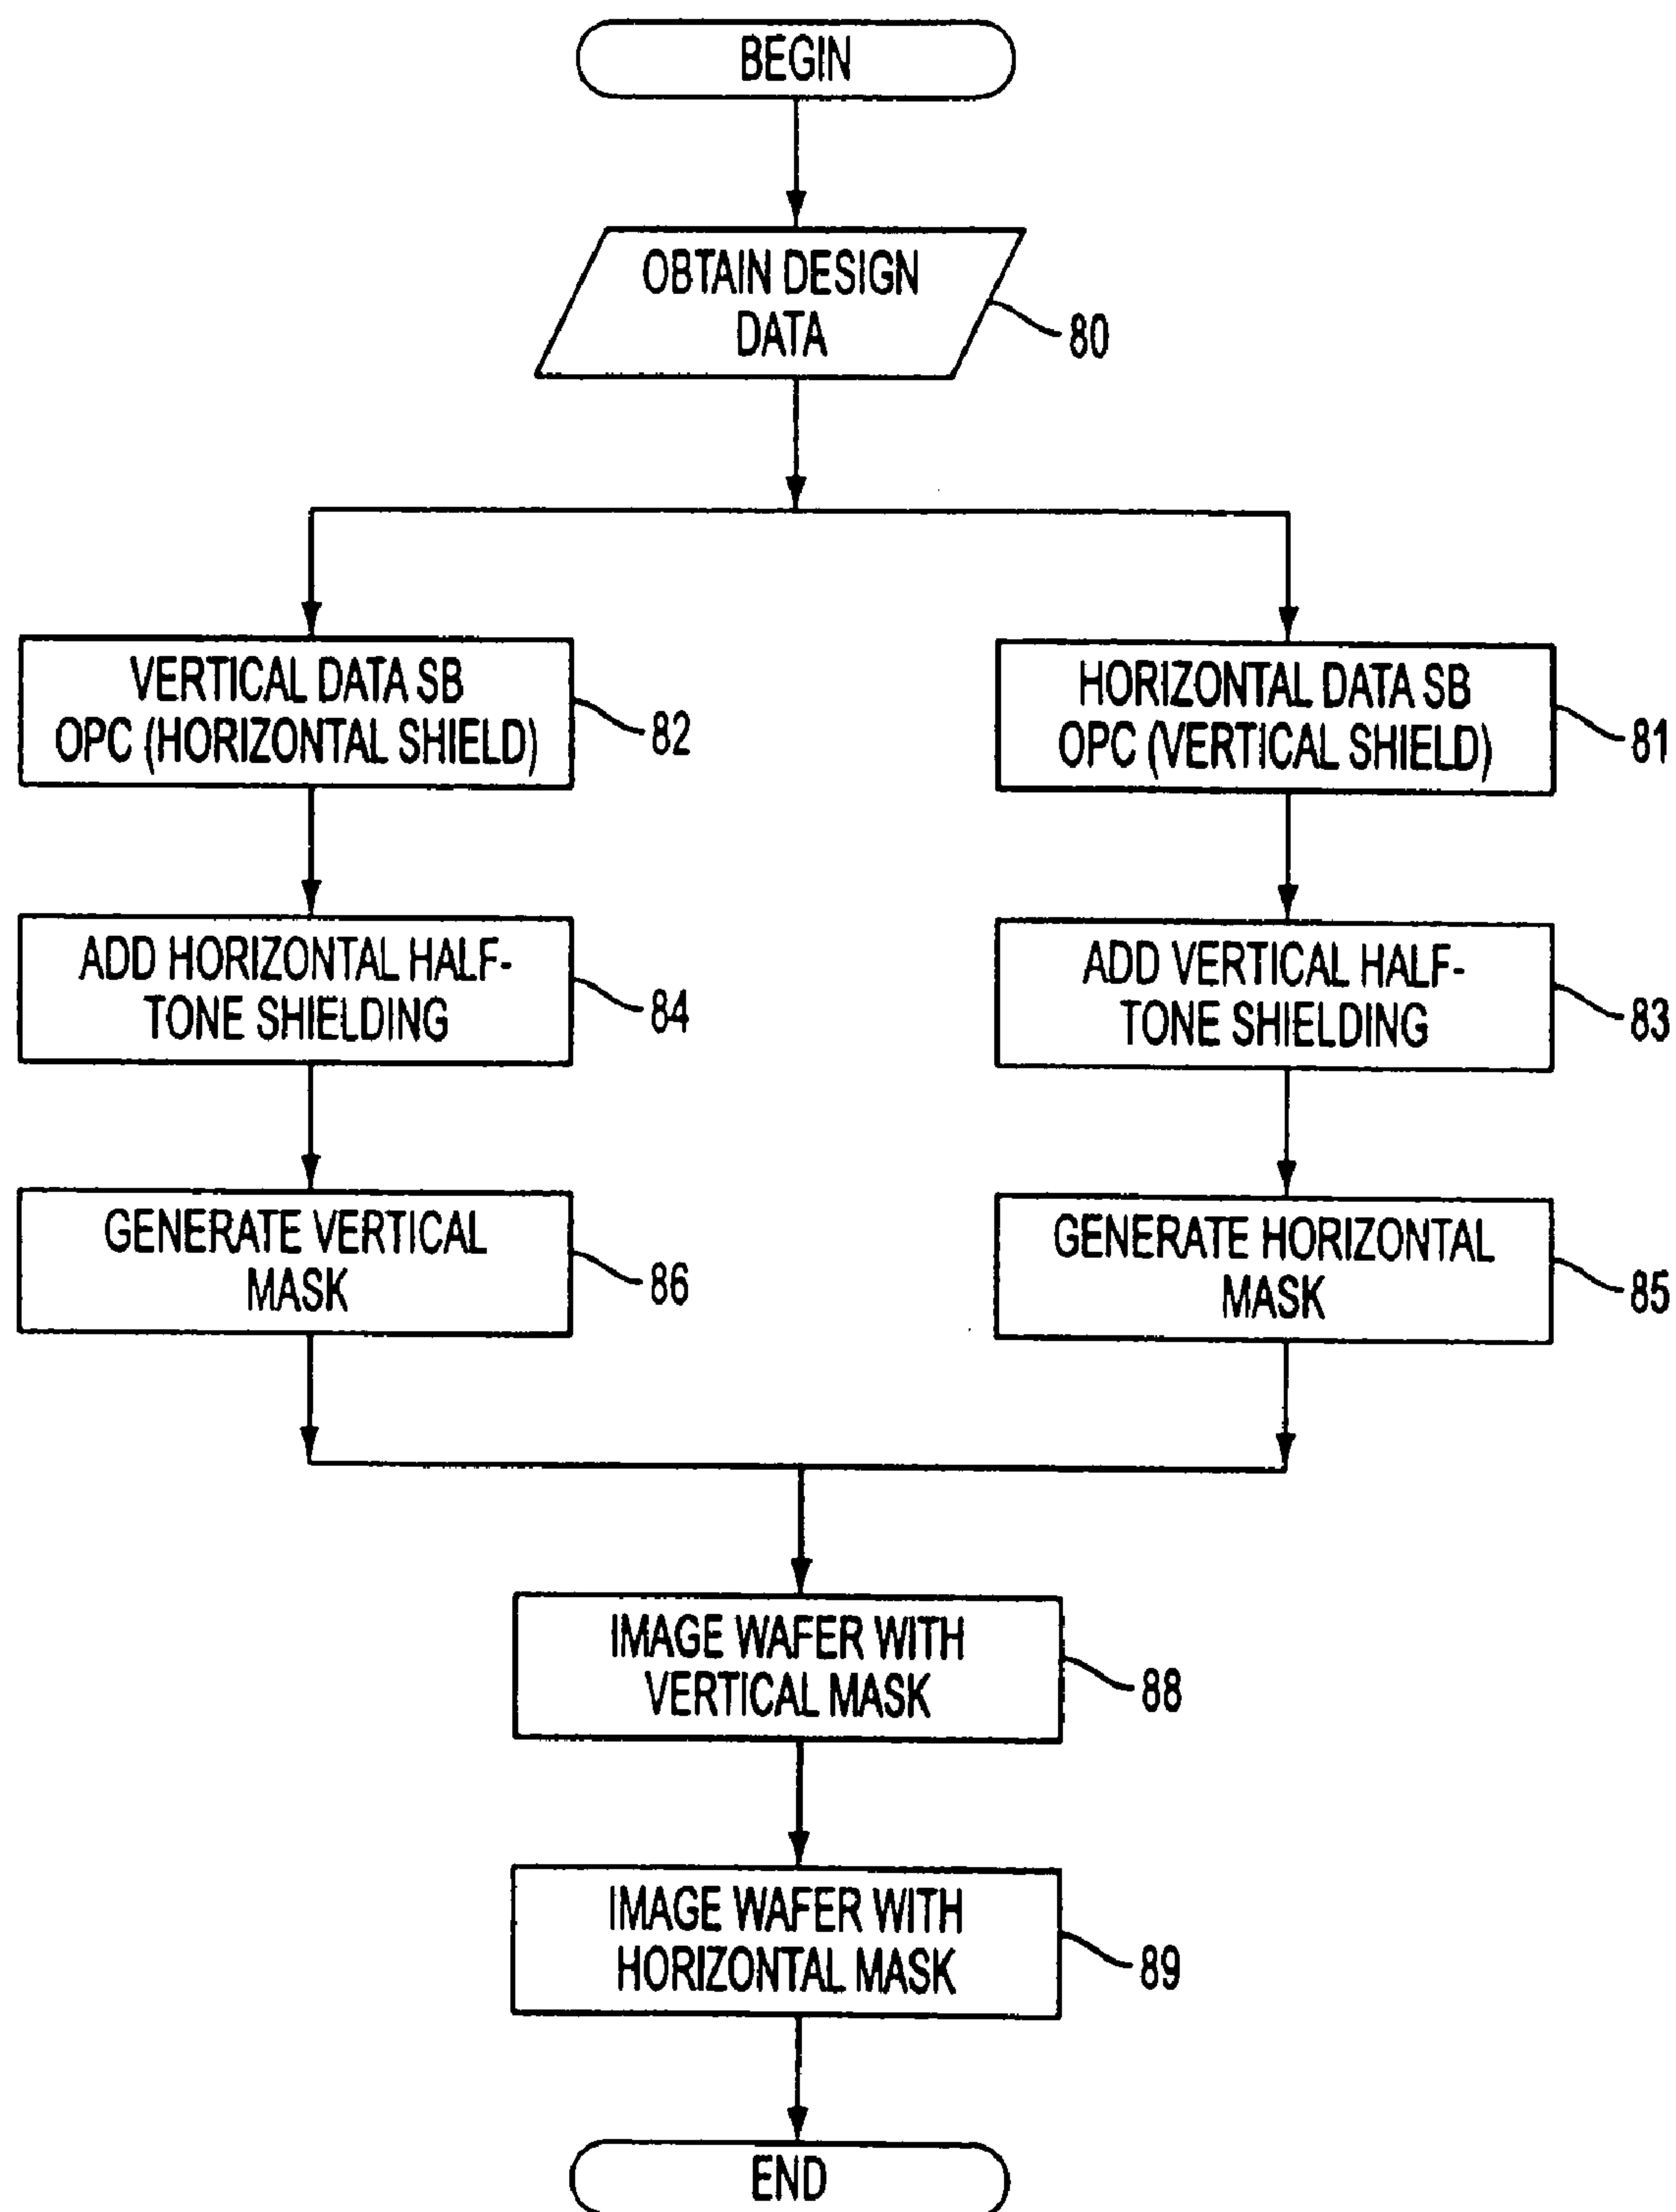 BEGIN
OBTAIN DESIGN
DATA
80
VERTICAL DATA SB
OPC (HORIZONTAL SHIELD)
82
HORIZONTAL DATA SB
OPC (VERTICAL SHIELD)
81
ADD HORIZONTAL HALF-
TONE SHIELDING
84
ADD VERTICAL HALF-
TONE SHIELDING
83
GENERATE VERTICAL
MASK
86
GENERATE HORIZONTAL
MASK
85
IMAGE WAFER WITH
VERTICAL MASK
88
IMAGE WAFER WITH
HORIZONTAL MASK
89
END